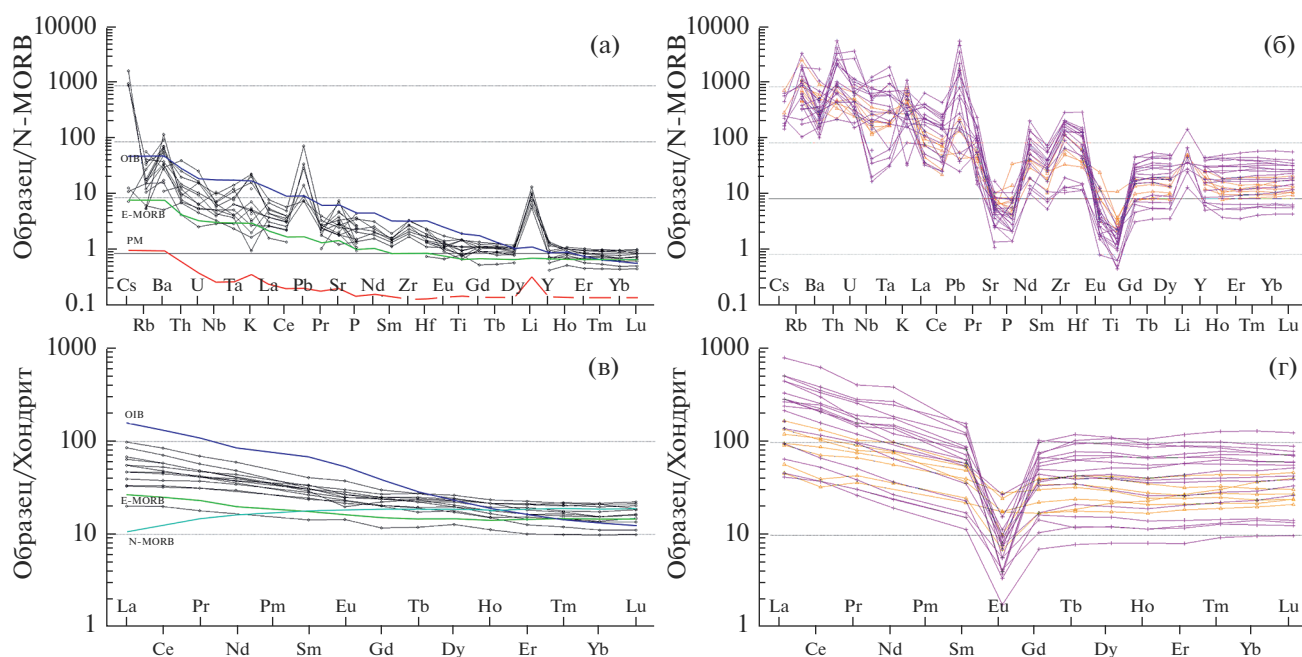 Образец/N-MORB
10000
1000
100
10
1
0.1
(а)
OIB
E-MORB
PM
Cs Ba U Ta La Pb Sr Nd Zr Eu Gd Dy Y Er Yb
Rb Th Nb K Ce Pr P Sm Hf Ti Tb Li Ho Tm Lu
Образец/N-MORB
10000
1000
100
10
1
0.1
(б)
Cs Ba U Ta La Pb Sr Nd Zr Eu Gd Dy Y Er Yb
Rb Th Nb K Ce Pr P Sm Hf Ti Tb Li Ho Tm Lu
Образец/Хондрит
1000
100
10
1
(в)
OIB
E-MORB
N-MORB
La Pr Pm Eu Tb Ho Tm Lu
Ce Nd Sm Gd Dy Er Yb
Образец/Хондрит
1000
100
10
1
(г)
La Pr Pm Eu Tb Ho Tm Lu
Ce Nd Sm Gd Dy Er Yb